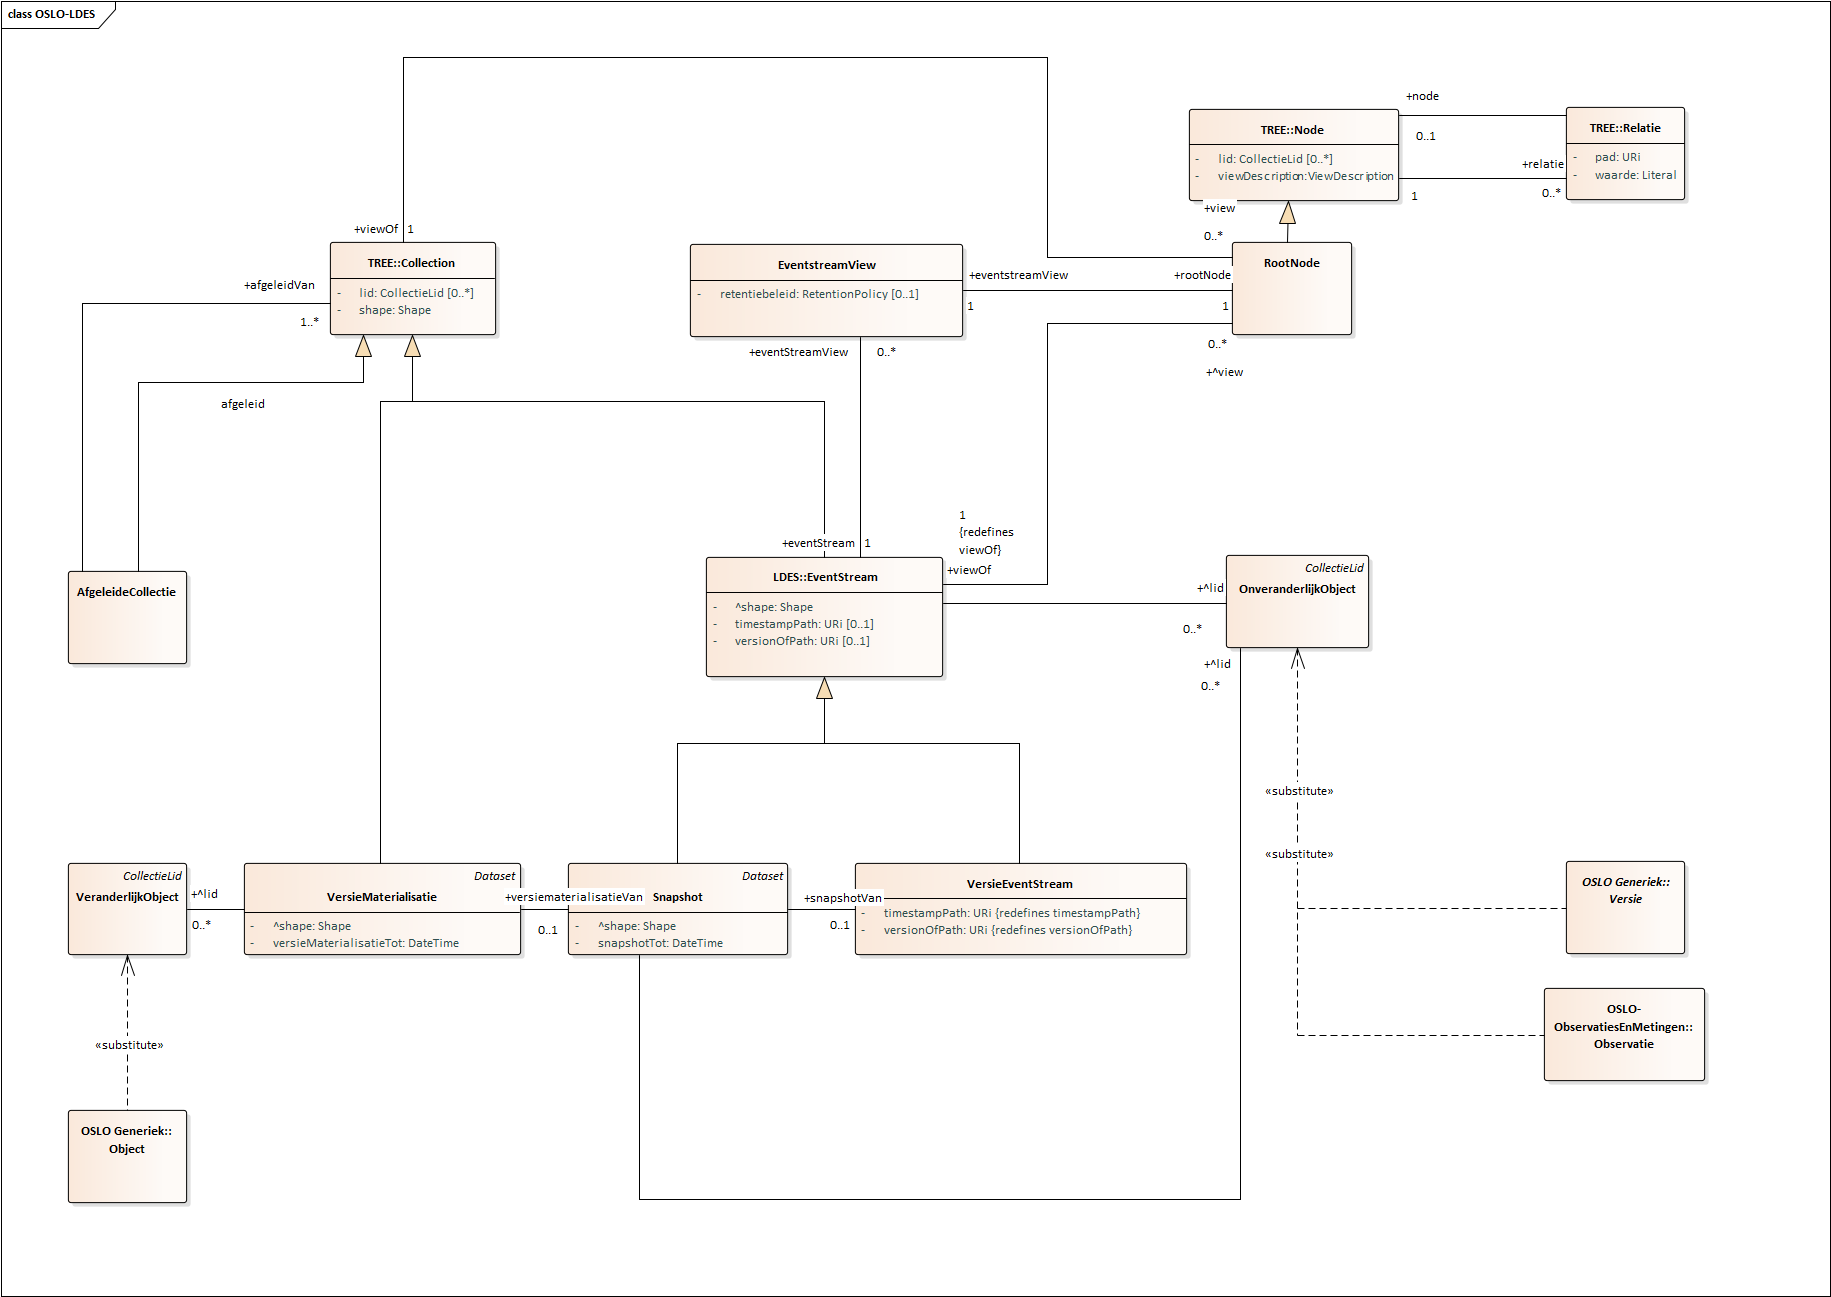 class OSLO-LDES
+node
TREE::Node
- lid: CollectieLid [0..*]
- viewDescription:ViewDescription
0..1
+relatie
1
0..*
TREE::Relatie
- pad: URi
- waarde: Literal
+view
0..*
+viewOf 1
TREE::Collection
- lid: CollectieLid [0..*]
- shape: Shape
+afgeleidVan
1..*
EventstreamView
- retentiebeleid: RetentionPolicy [0..1]
+eventstreamView
1
+rootNode
1
RootNode
0..*
+^view
+eventStreamView 0..*
afgeleid
1
{redefines
viewOf}
+viewOf
+eventStream 1
LDES::EventStream
- ^shape: Shape
- timestampPath: URi [0..1]
- versionOfPath: URi [0..1]
AfgeleideCollectie
+^lid
0..*
CollectieLid
OnveranderlijkObject
+^lid
0..*
«substitute»
«substitute»
CollectieLid
VeranderlijkObject
+^lid
0..*
Dataset
VersieMaterialisatie
- ^shape: Shape
- versieMaterialisatieTot: DateTime
+versiematerialisatieVan
0..1
Dataset
Snapshot
- ^shape: Shape
- snapshotTot: DateTime
+snapshotVan
0..1
VersieEventStream
- timestampPath: URi {redefines timestampPath}
- versionOfPath: URi {redefines versionOfPath}
OSLO Generiek::
Versie
OSLO-
ObservatiesEnMetingen::
Observatie
«substitute»
OSLO Generiek::
Object